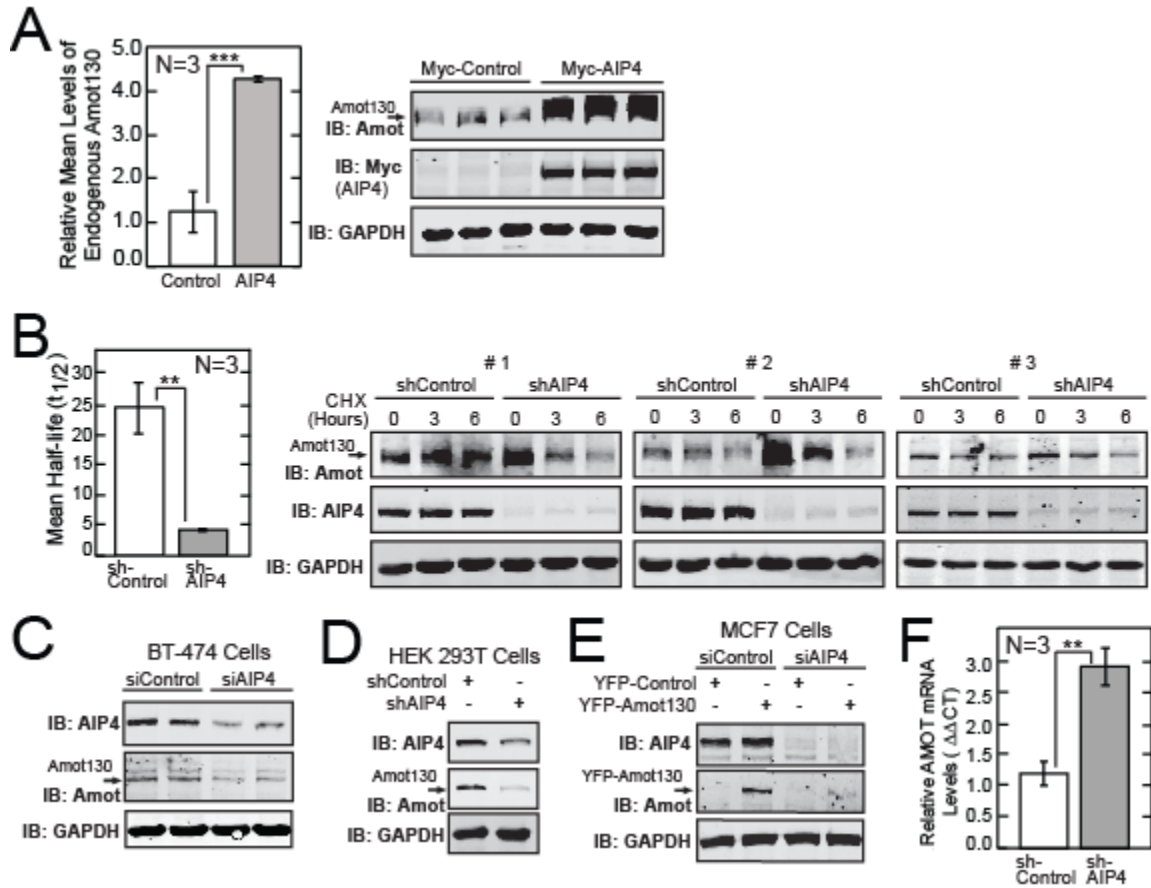 A
Relative Mean Levels of
Endogenous Amot130
5.0
4.0
3.0
2.0
1.0
0.0
N=3
***
Control AIP4
Myc-Control Myc-AIP4
Amot130
IB: Amot
IB: Myc
(AIP4)
IB: GAPDH
B
Mean Half-life (t1/2)
30
25
20
15
10
5
0
N=3
**
sh-
Control
sh-
AIP4
# 1 # 2 # 3
shControl shAIP4 shControl shAIP4 shControl shAIP4
CHX
(Hours)
0 3 6 0 3 6 0 3 6 0 3 6 0 3 6 0 3 6
Amot130
IB: Amot
IB: AIP4
IB: GAPDH
C
BT-474 Cells
siControl siAIP4
IB: AIP4
Amot130
IB: Amot
IB: GAPDH
D
HEK 293T Cells
shControl + -
shAIP4 - +
IB: AIP4
Amot130
IB: Amot
IB: GAPDH
E
MCF7 Cells
siControl siAIP4
YFP-Control + - + -
YFP-Amot130 - + - +
IB: AIP4
YFP-Amot130
IB: Amot
IB: GAPDH
F
Relative AMOT mRNA
Levels ( ΔΔCT)
3.0
2.5
2.0
1.5
1.0
0.5
0
N=3
**
sh-
Control
sh-
AIP4